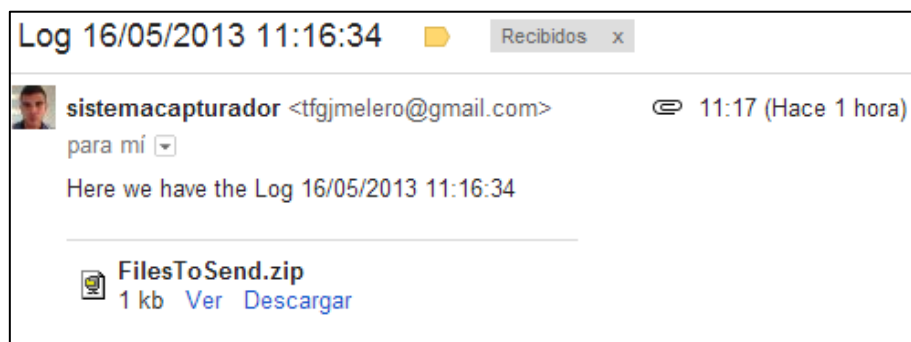 Log 16/05/2013 11:16:34 Recibidos x
sistemacapturador <tfgjmelero@gmail.com> 11:17 (Hace 1 hora)
para mí
Here we have the Log 16/05/2013 11:16:34
FilesToSend.zip
1 kb Ver Descargar